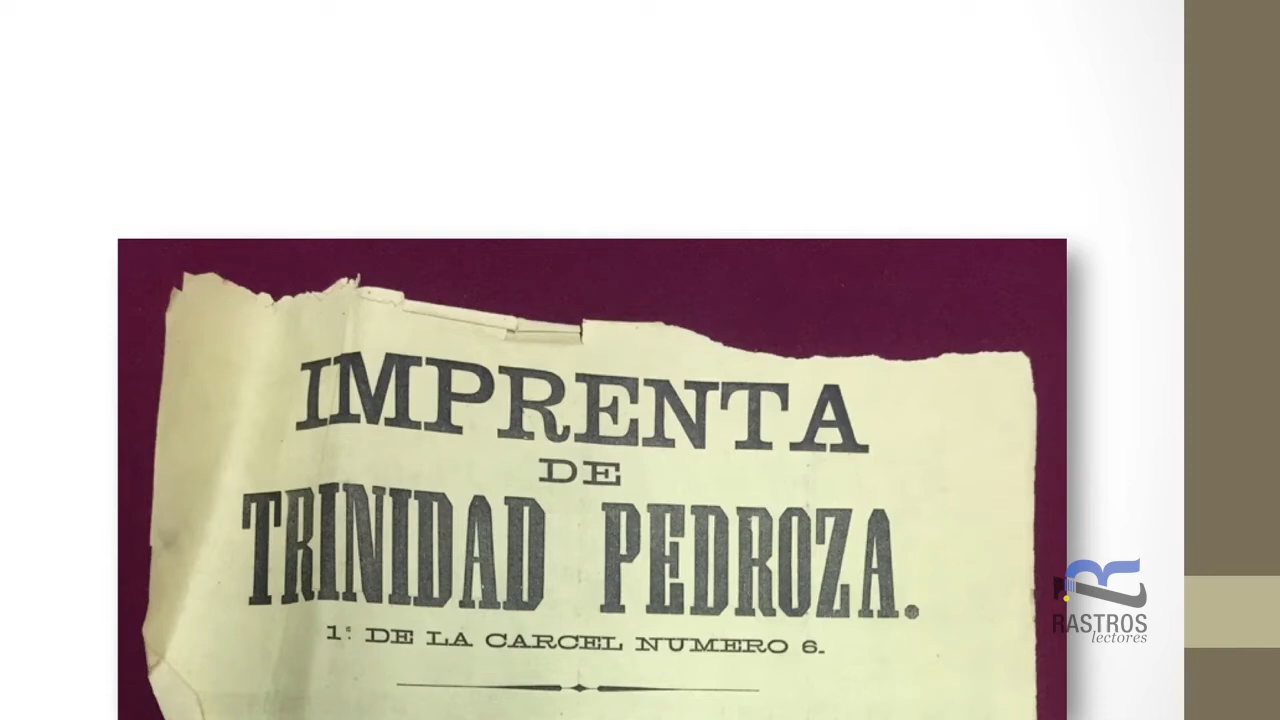 IMPRENTA
DE
TRINIDAD PEDROZA.
1ª DE LA CARCEL NUMERO 6.
RASTROS
lectores